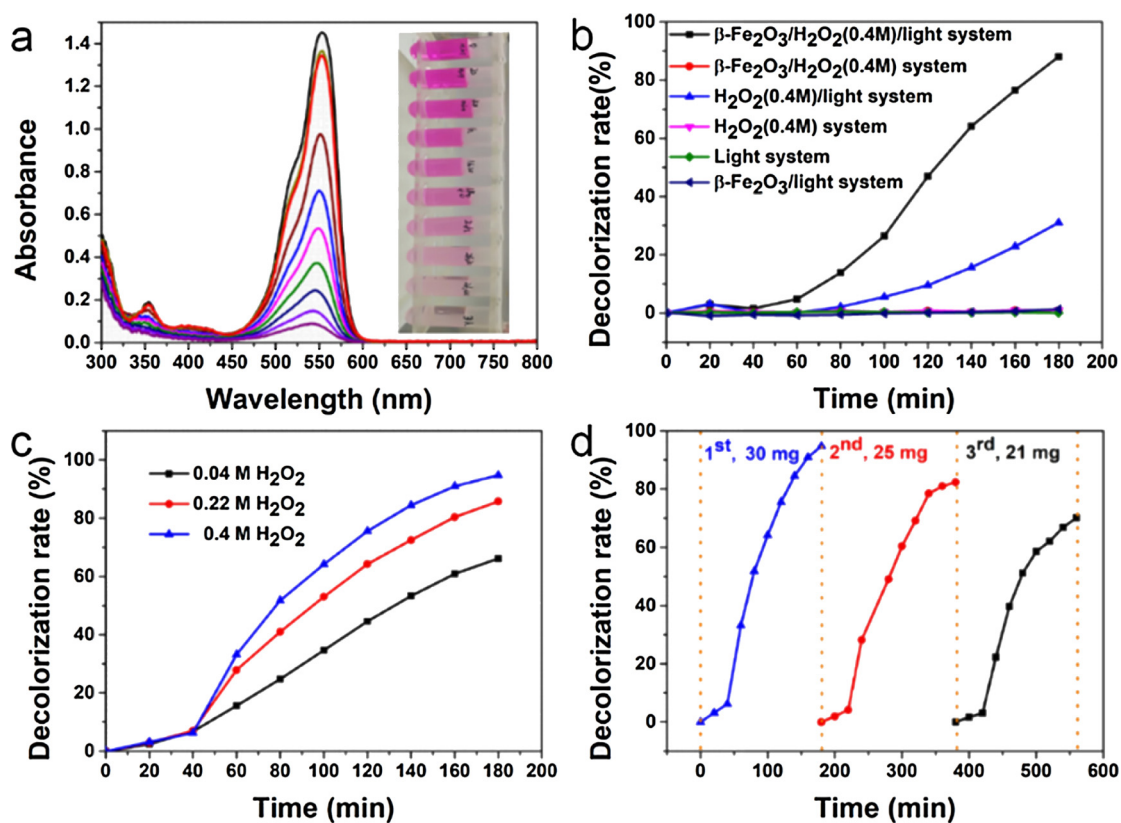 a
1.4
1.2
1.0
0.8
0.6
0.4
0.2
0.0
Absorbance
300 350 400 450 500 550 600 650 700 750 800
Wavelength (nm)
b
β-Fe₂O₃/H₂O₂(0.4M)/light system
β-Fe₂O₃/H₂O₂(0.4M) system
H₂O₂(0.4M)/light system
H₂O₂(0.4M) system
Light system
β-Fe₂O₃/light system
100
80
60
40
20
0
Decolorization rate(%)
0 20 40 60 80 100 120 140 160 180 200
Time (min)
c
0.04 M H₂O₂
0.22 M H₂O₂
0.4 M H₂O₂
100
80
60
40
20
0
Decolorization rate (%)
0 20 40 60 80 100 120 140 160 180 200
Time (min)
d
1st, 30 mg
2nd, 25 mg
3rd, 21 mg
100
80
60
40
20
0
Decolorization rate (%)
0 100 200 300 400 500 600
Time (min)